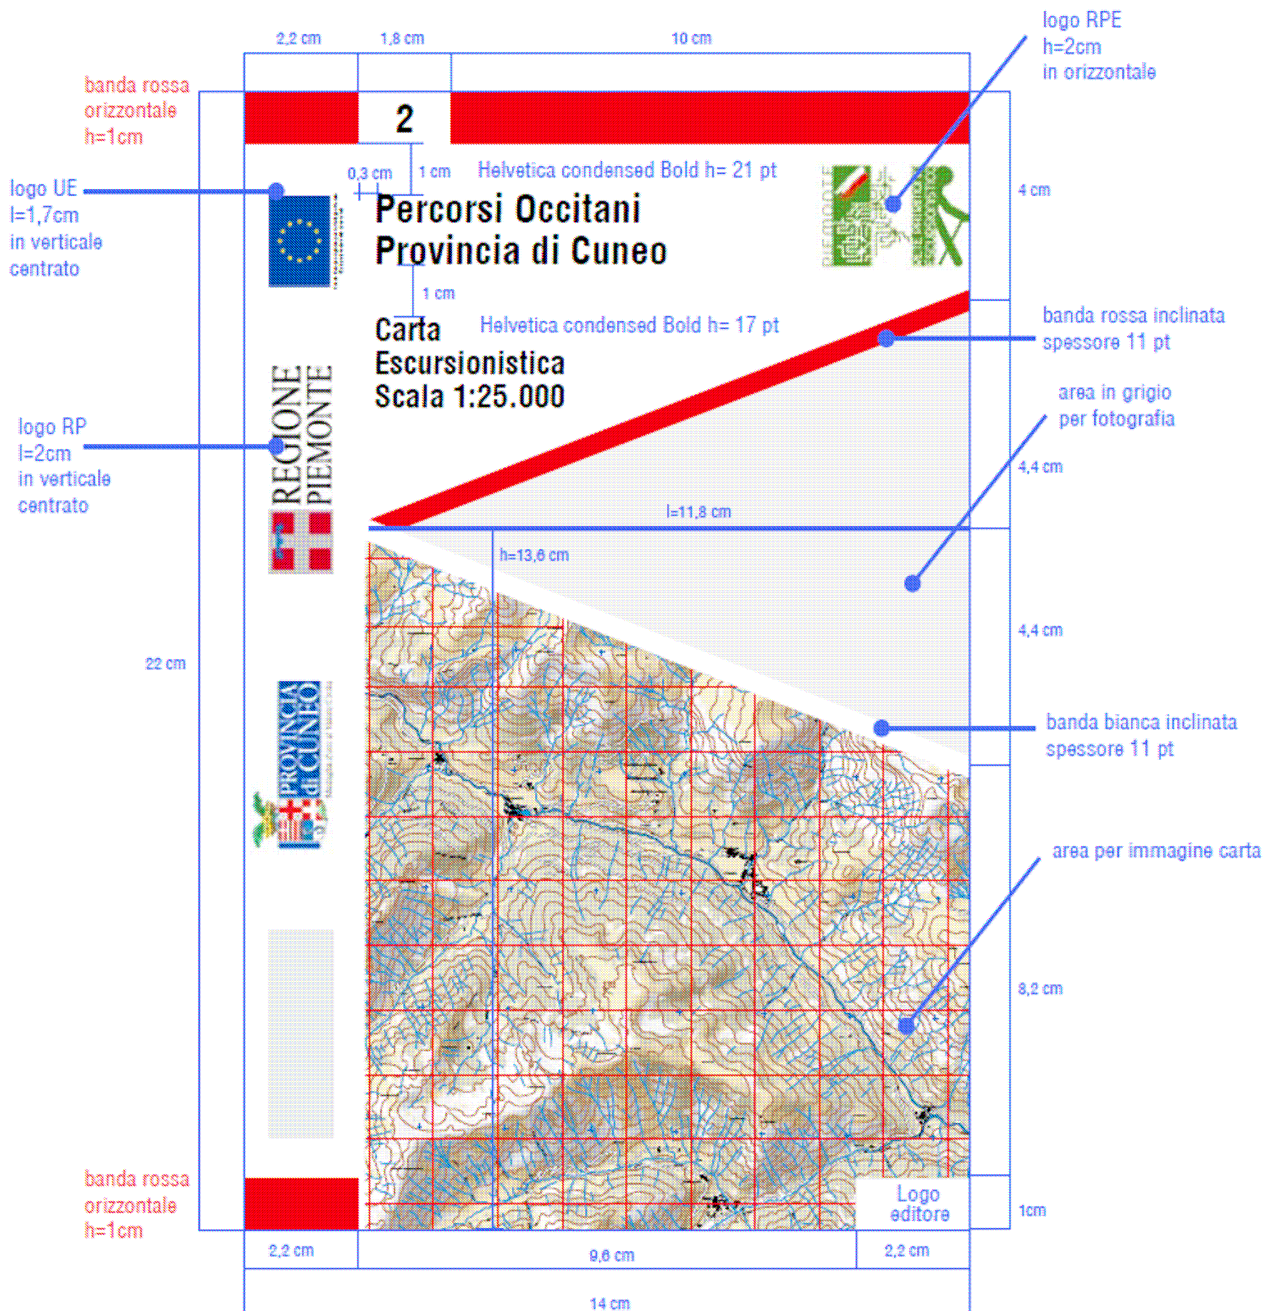 2,2 cm
1,8 cm
10 cm
logo RPE
h=2cm
in orizzontale
banda rossa
orizzontale
h=1cm
2
0,3 cm
1 cm
Helvetica condensed Bold h= 21 pt
4 cm
logo UE
l=1,7cm
in verticale
centrato
Percorsi Occitani
Provincia di Cuneo
PIEMONTE
1 cm
Carta
Escursionistica
Scala 1:25.000
Helvetica condensed Bold h= 17 pt
banda rossa inclinata
spessore 11 pt
area in grigio
per fotografia
logo RP
l=2cm
in verticale
centrato
REGIONE
PIEMONTE
4,4 cm
l=11,8 cm
h=13,6 cm
4,4 cm
22 cm
PROVINCIA
di CUNEO
banda bianca inclinata
spessore 11 pt
area per immagine carta
8,2 cm
banda rossa
orizzontale
h=1cm
Logo
editore
1cm
2,2 cm
9,6 cm
2,2 cm
14 cm